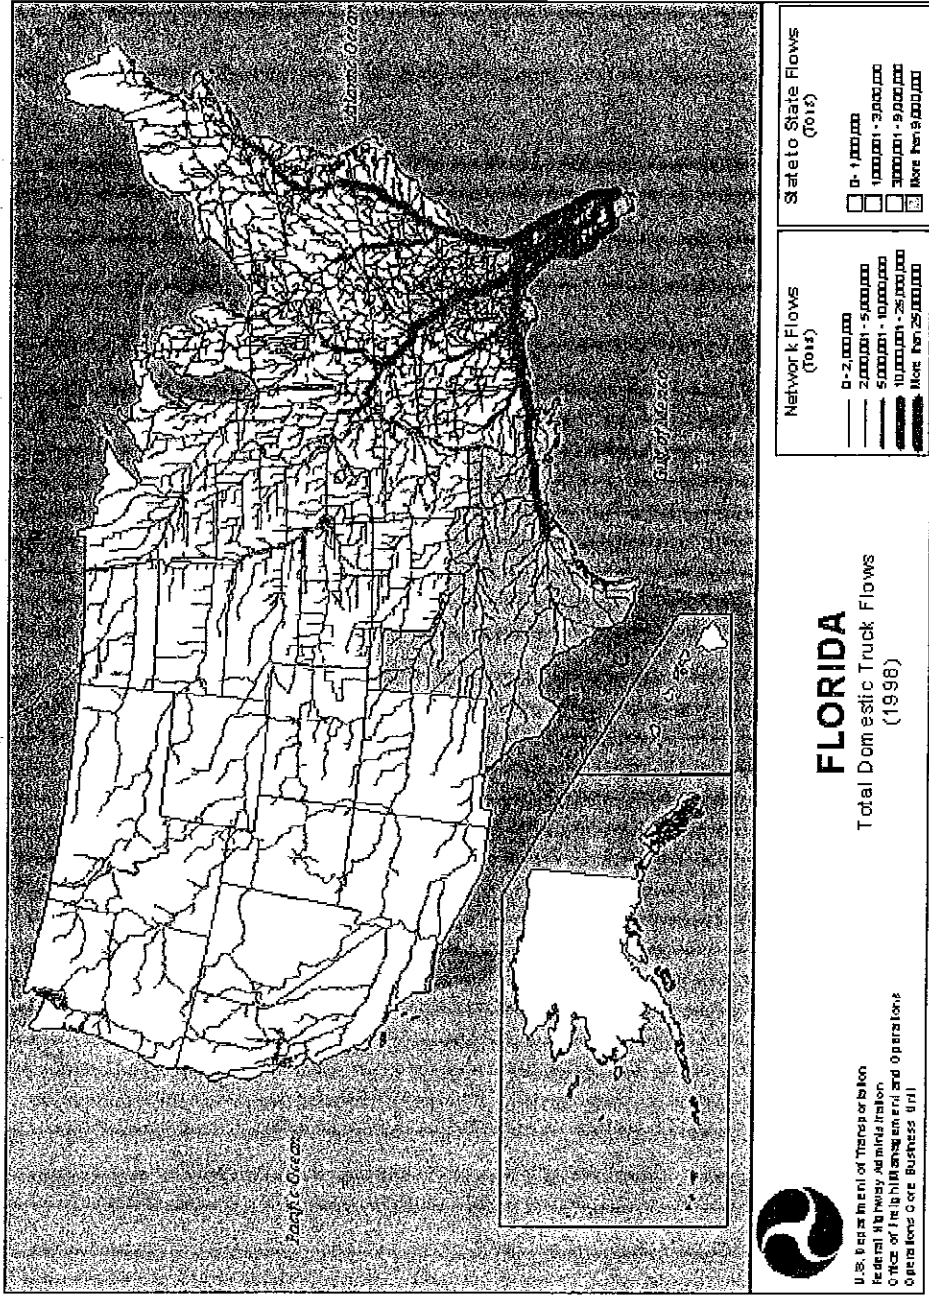 Atlantic Ocean
Pacific Ocean
Gulf of Mexico
FLORIDA
Total Domestic Truck Flows
(1998)
U.S. Department of Transportation
Federal Highway Administration
Office of Freight Management and Operations
Operations Core Business Unit
Network Flows
(Tons)
0 - 2,000,000
2,000,001 - 5,000,000
5,000,001 - 10,000,000
10,000,001 - 25,000,000
More than 25,000,000
State to State Flows
(Tons)
0 - 1,000,000
1,000,001 - 3,000,000
3,000,001 - 9,000,000
More than 9,000,000